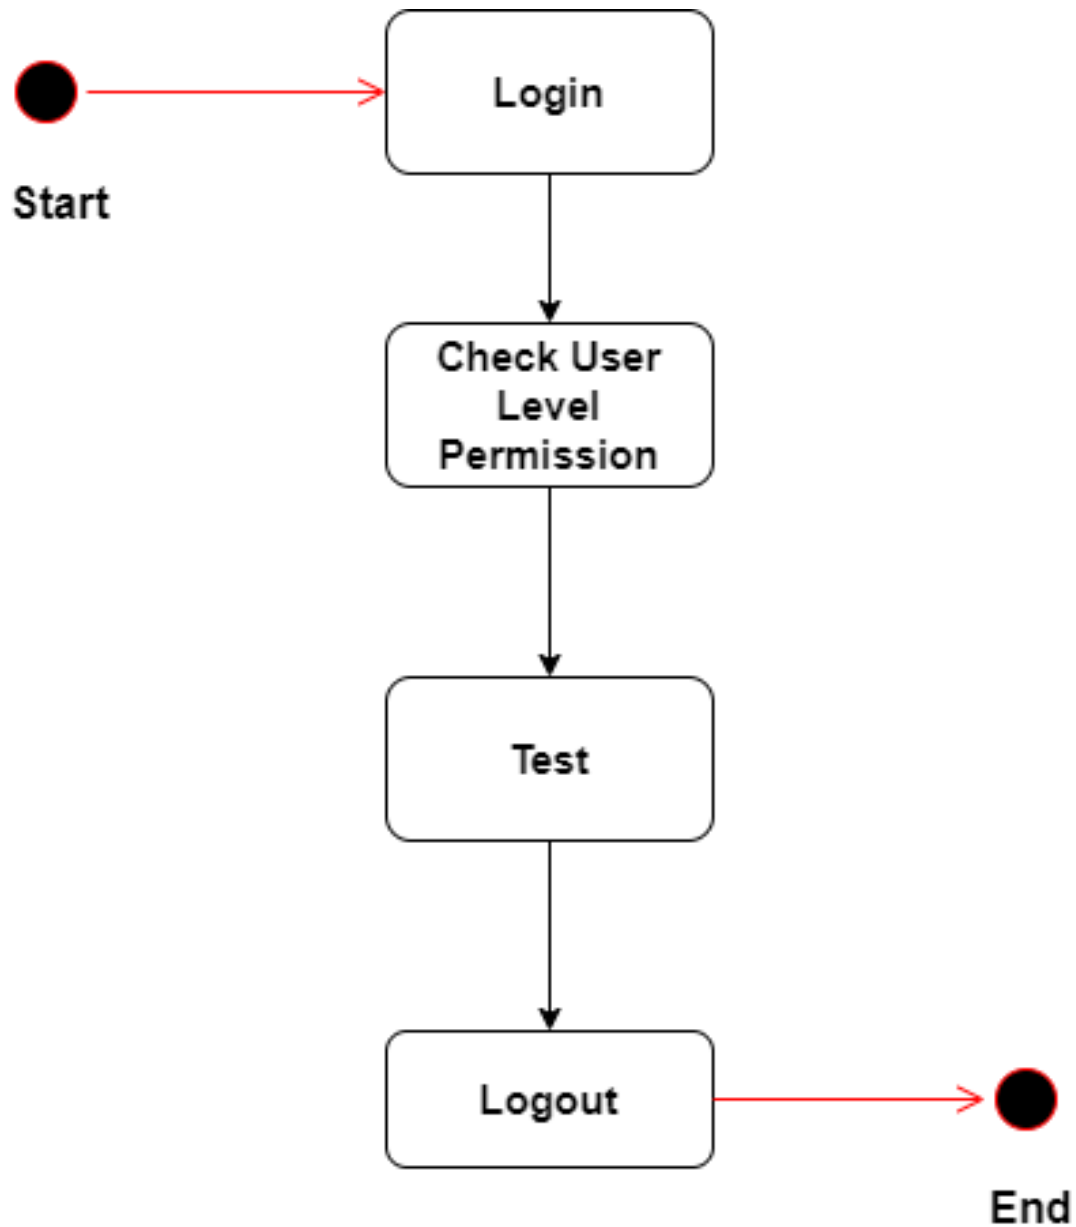 Login
Start
Check User
Level
Permission
Test
Logout
End